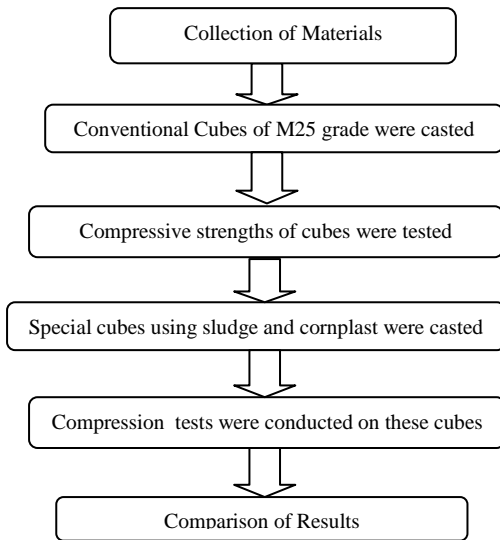 Collection of Materials
Conventional Cubes of M25 grade were casted
Compressive strengths of cubes were tested
Special cubes using sludge and cornplast were casted
Compression tests were conducted on these cubes
Comparison of Results